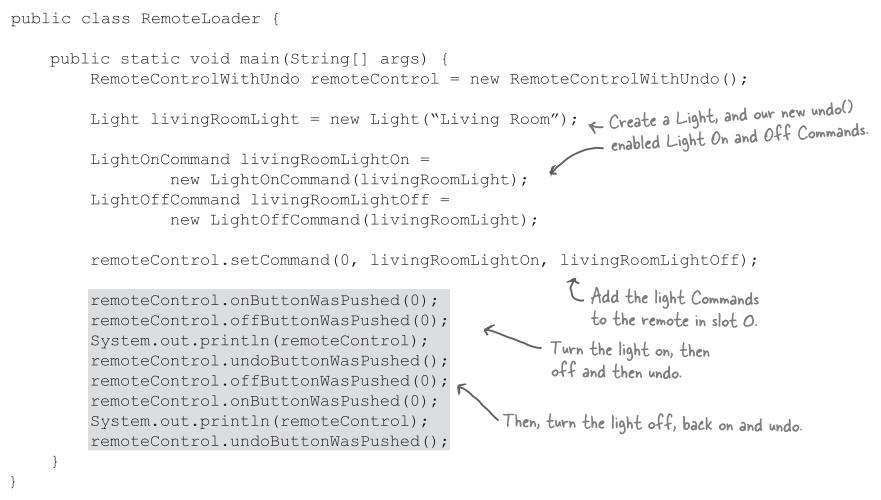 public class RemoteLoader {
public static void main(String[] args) {
RemoteControlWithUndo remoteControl = new RemoteControlWithUndo();
Light livingRoomLight = new Light(“Living Room”);
Create a Light, and our new undo()
enabled Light On and Off Commands.
LightOnCommand livingRoomLightOn =
new LightOnCommand(livingRoomLight);
LightOffCommand livingRoomLightOff =
new LightOffCommand(livingRoomLight);
remoteControl.setCommand(0, livingRoomLightOn, livingRoomLightOff);
Add the light Commands
to the remote in slot 0.
remoteControl.onButtonWasPushed(0);
remoteControl.offButtonWasPushed(0);
System.out.println(remoteControl);
remoteControl.undoButtonWasPushed();
remoteControl.offButtonWasPushed(0);
remoteControl.onButtonWasPushed(0);
System.out.println(remoteControl);
remoteControl.undoButtonWasPushed();
Turn the light on, then
off and then undo.
Then, turn the light off, back on and undo.
}
}